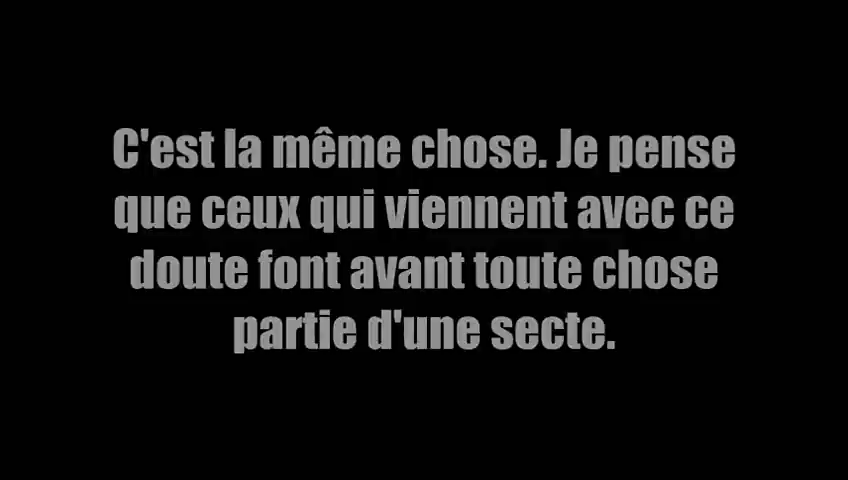 C'est la même chose. Je pense
que ceux qui viennent avec ce
doute font avant toute chose
partie d'une secte.